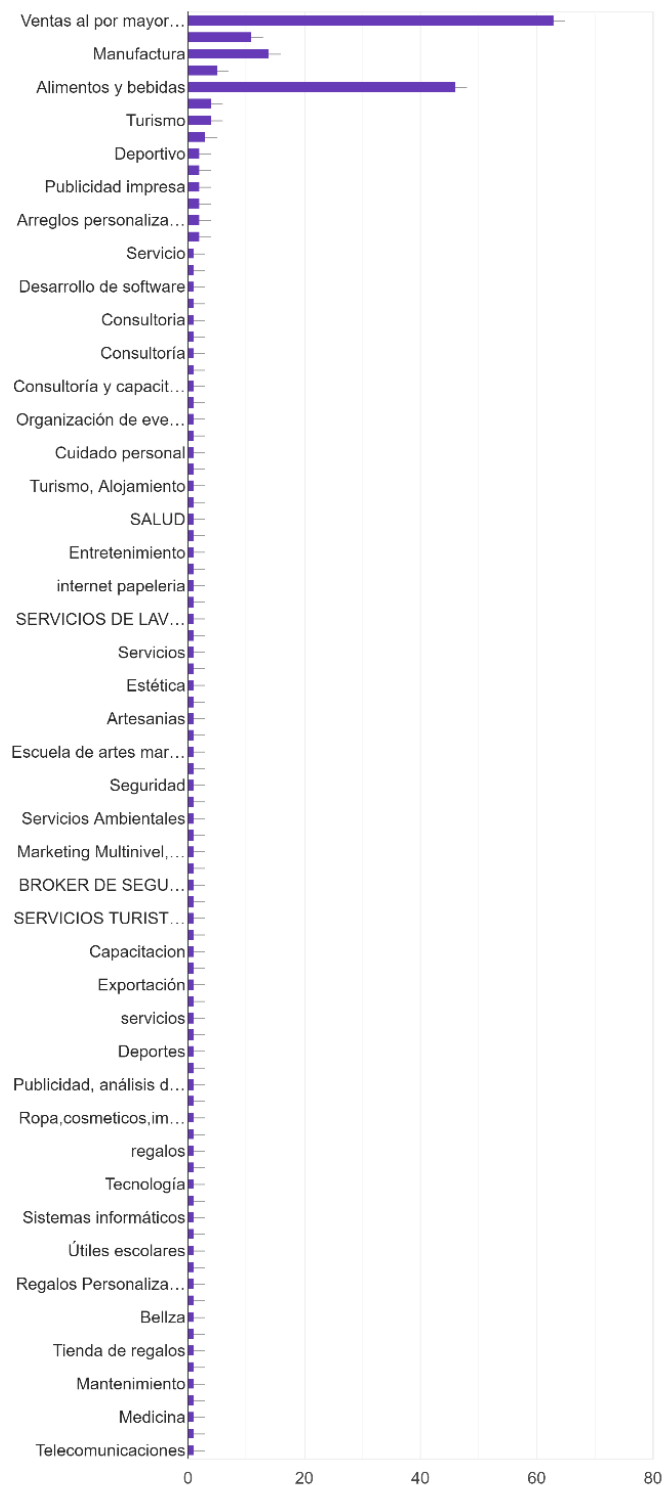 Ventas al por mayor…
Manufactura
Alimentos y bebidas
Turismo
Deportivo
Publicidad impresa
Arreglos personaliza…
Servicio
Desarrollo de software
Consultoria
Consultoría
Consultoría y capacit…
Organización de eve…
Cuidado personal
Turismo, Alojamiento
SALUD
Entretenimiento
internet papeleria
SERVICIOS DE LAV…
Servicios
Estética
Artesanias
Escuela de artes mar…
Seguridad
Servicios Ambientales
Marketing Multinivel,…
BROKER DE SEGU…
SERVICIOS TURIST…
Capacitacion
Exportación
servicios
Deportes
Publicidad, análisis d…
Ropa,cosmeticos,im…
regalos
Tecnología
Sistemas informáticos
Útiles escolares
Regalos Personaliza…
Bellza
Tienda de regalos
Mantenimiento
Medicina
Telecomunicaciones
0 20 40 60 80